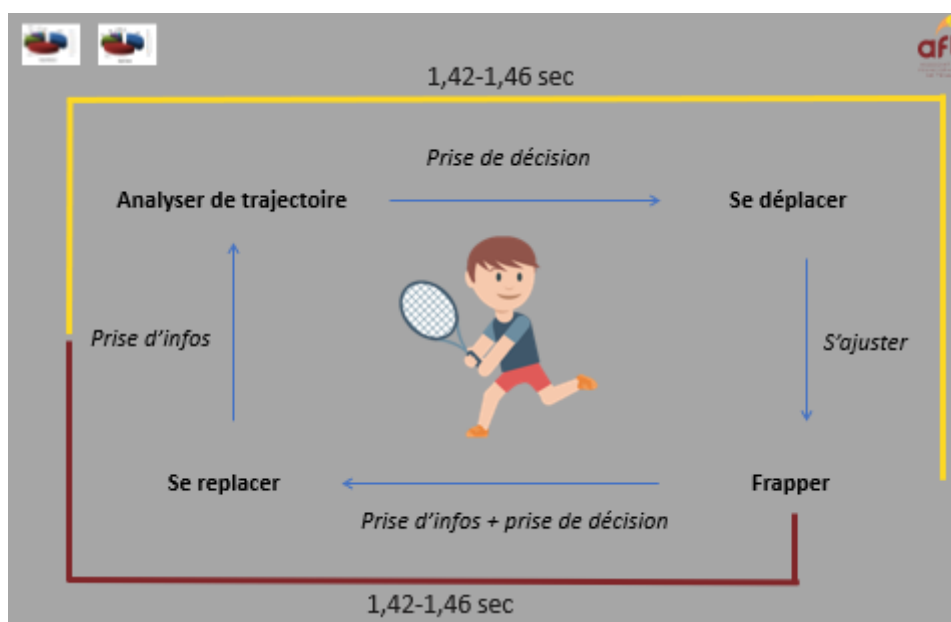 1,42-1,46 sec
Prise de décision
Analyser de trajectoire
Se déplacer
Prise d'infos
S'ajuster
Se replacer
Frapper
Prise d'infos + prise de décision
1,42-1,46 sec